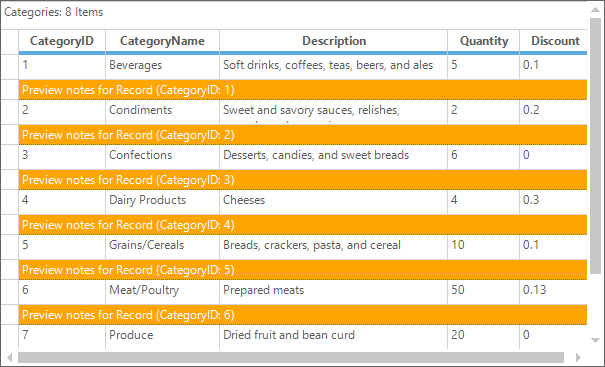 Categories: 8 Items
CategoryID CategoryName Description Quantity Discount
1 Beverages Soft drinks, coffees, teas, beers, and ales 5 0.1
Preview notes for Record (CategoryID: 1)
2 Condiments Sweet and savory sauces, relishes, 2 0.2
Preview notes for Record (CategoryID: 2)
3 Confections Desserts, candies, and sweet breads 6 0
Preview notes for Record (CategoryID: 3)
4 Dairy Products Cheeses 4 0.3
Preview notes for Record (CategoryID: 4)
5 Grains/Cereals Breads, crackers, pasta, and cereal 10 0.1
Preview notes for Record (CategoryID: 5)
6 Meat/Poultry Prepared meats 50 0.13
Preview notes for Record (CategoryID: 6)
7 Produce Dried fruit and bean curd 20 0